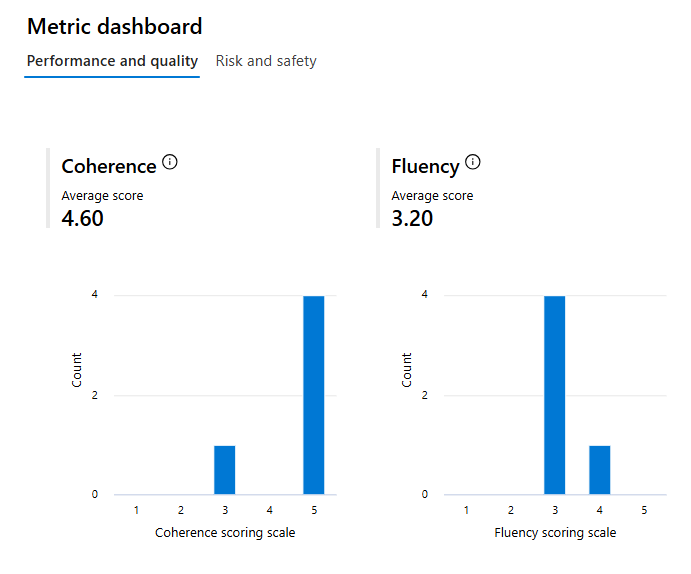 Metric dashboard
Performance and quality Risk and safety
Coherence
Average score
4.60
4
Count
2
0
1 2 3 4 5
Coherence scoring scale
Fluency
Average score
3.20
4
Count
2
0
1 2 3 4 5
Fluency scoring scale